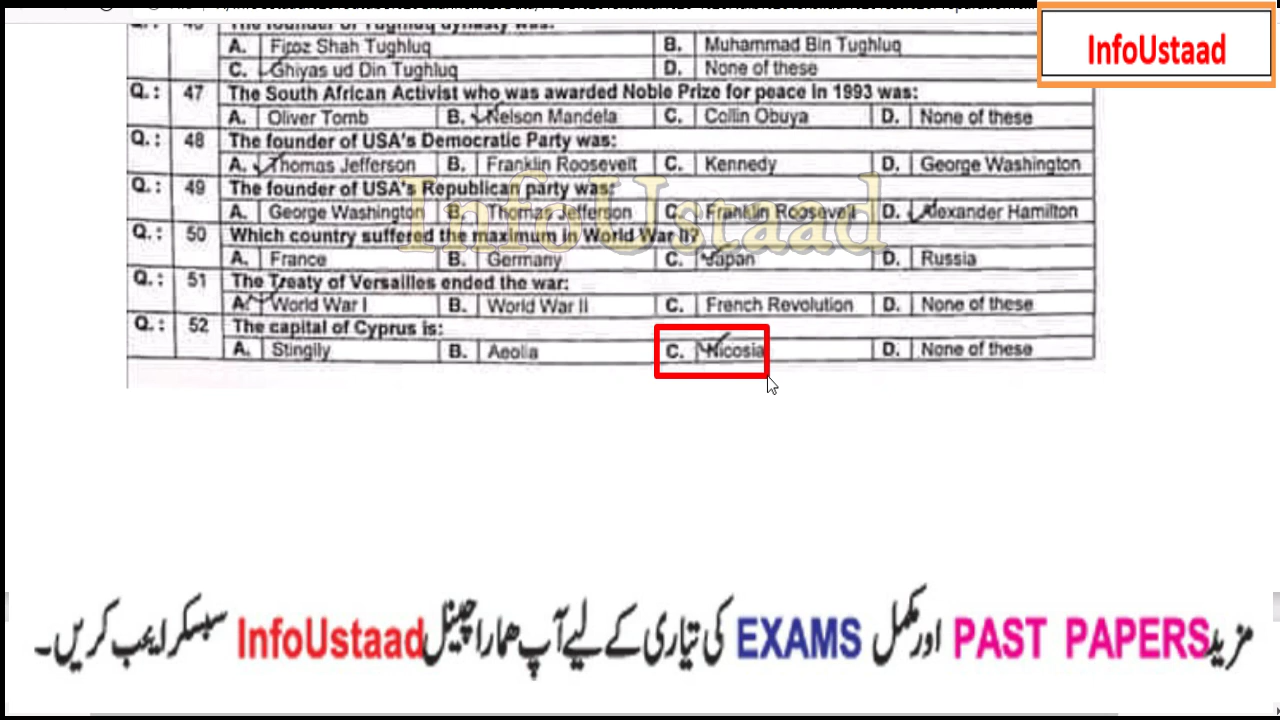 InfoUstaad
The founder of Tughluq dynasty was:
A. Firoz Shah Tughluq B. Muhammad Bin Tughluq
C. Ghiyas ud Din Tughluq D. None of these
Q.: 47 The South African Activist who was awarded Noble Prize for peace in 1993 was:
A. Oliver Tomb B. Nelson Mandela C. Collin Obuya D. None of these
Q.: 48 The founder of USA's Democratic Party was:
A. Thomas Jefferson B. Franklin Roosevelt C. Kennedy D. George Washington
Q.: 49 The founder of USA's Republican party was:
A. George Washington B. Thomas Jefferson C. Franklin Roosevelt D. Alexander Hamilton
Q.: 50 Which country suffered the maximum in World War II?
A. France B. Germany C. Japan D. Russia
Q.: 51 The Treaty of Versailles ended the war:
A. World War I B. World War II C. French Revolution D. None of these
Q.: 52 The capital of Cyprus is:
A. Stingily B. Aeolia C. Nicosia D. None of these
InfoUstaad
مزید PAST PAPERS اور مکمل EXAMS کی تیاری کے لیے آپ ہمارا چینل InfoUstaad سبسکرائیب کریں۔